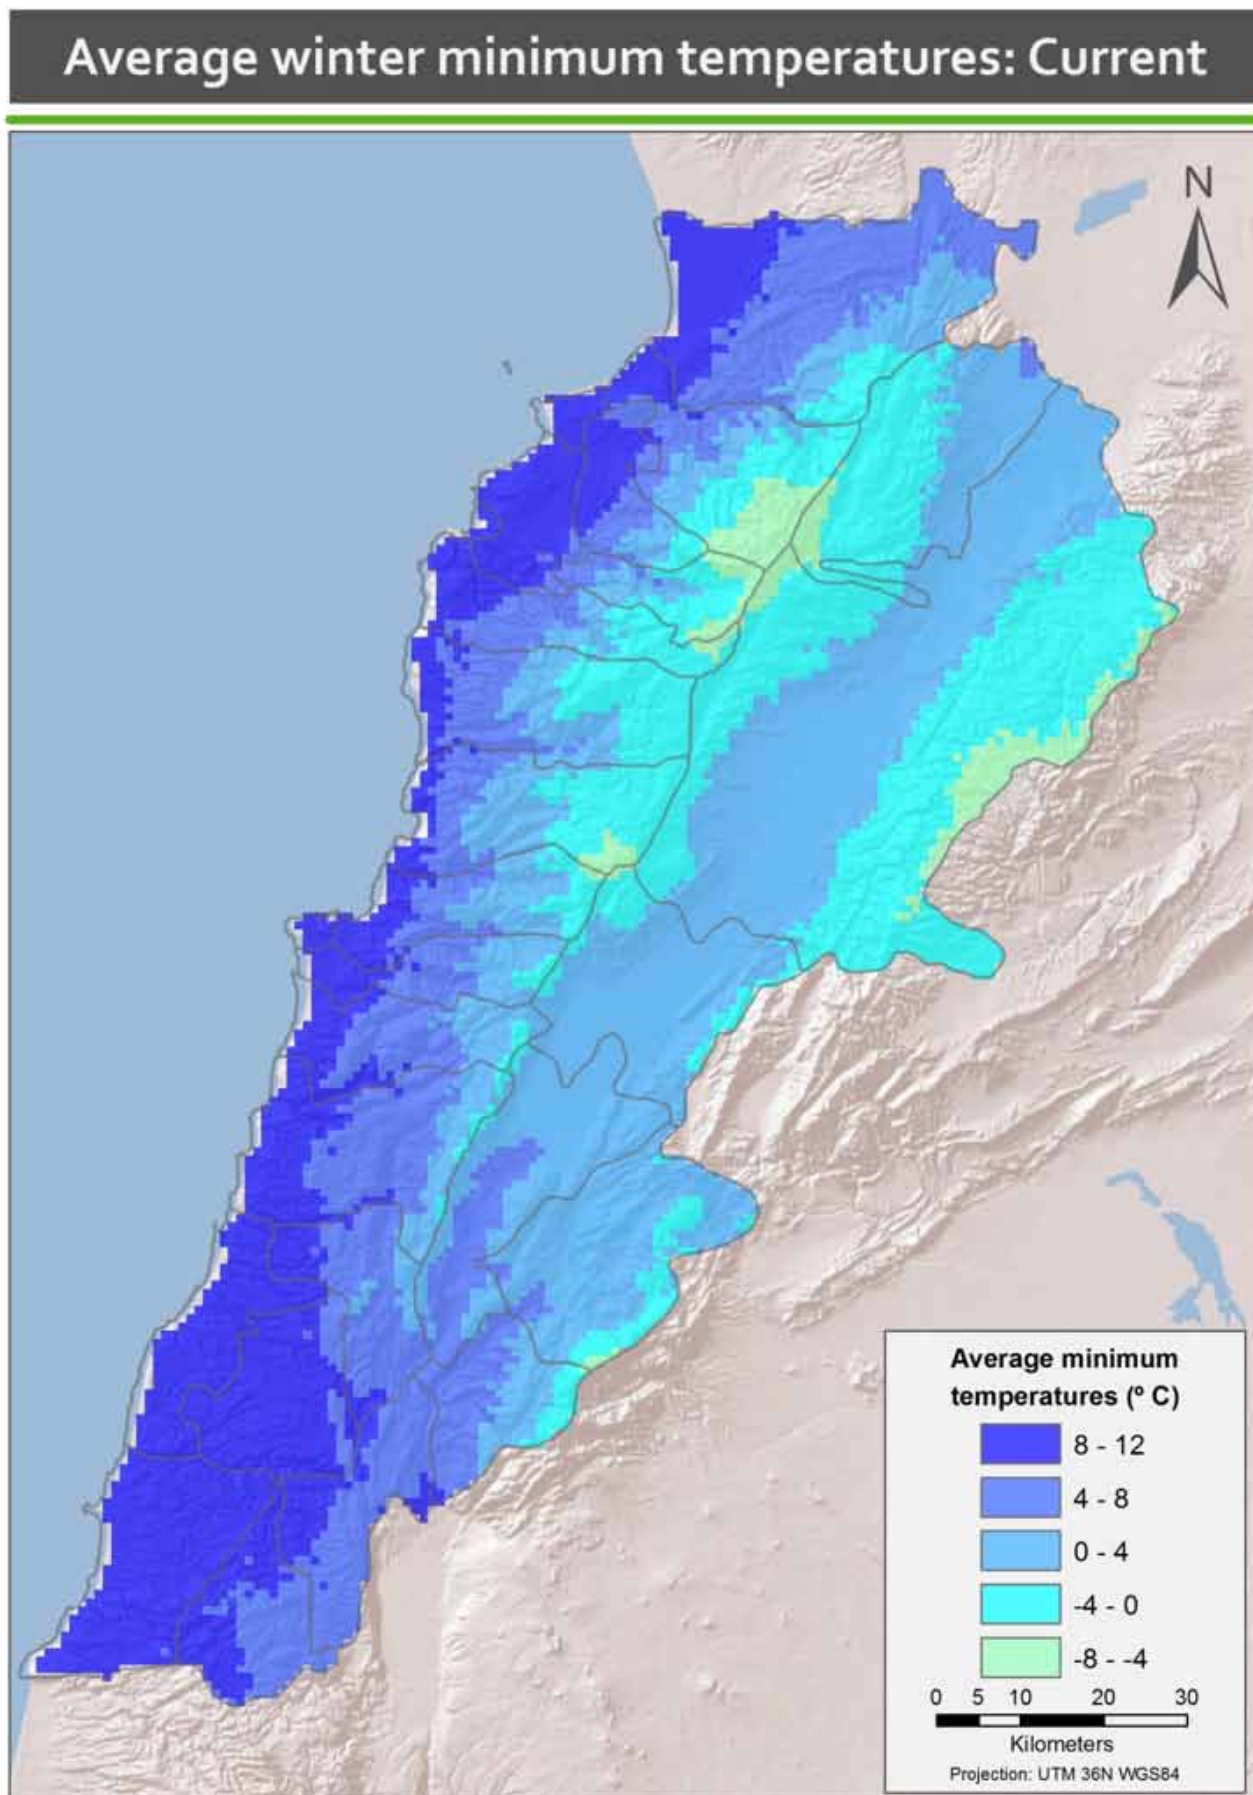 Average winter minimum temperatures: Current
N
Average minimum
temperatures (º C)
8 - 12
4 - 8
0 - 4
-4 - 0
-8 - -4
0 5 10 20 30
Kilometers
Projection: UTM 36N WGS84